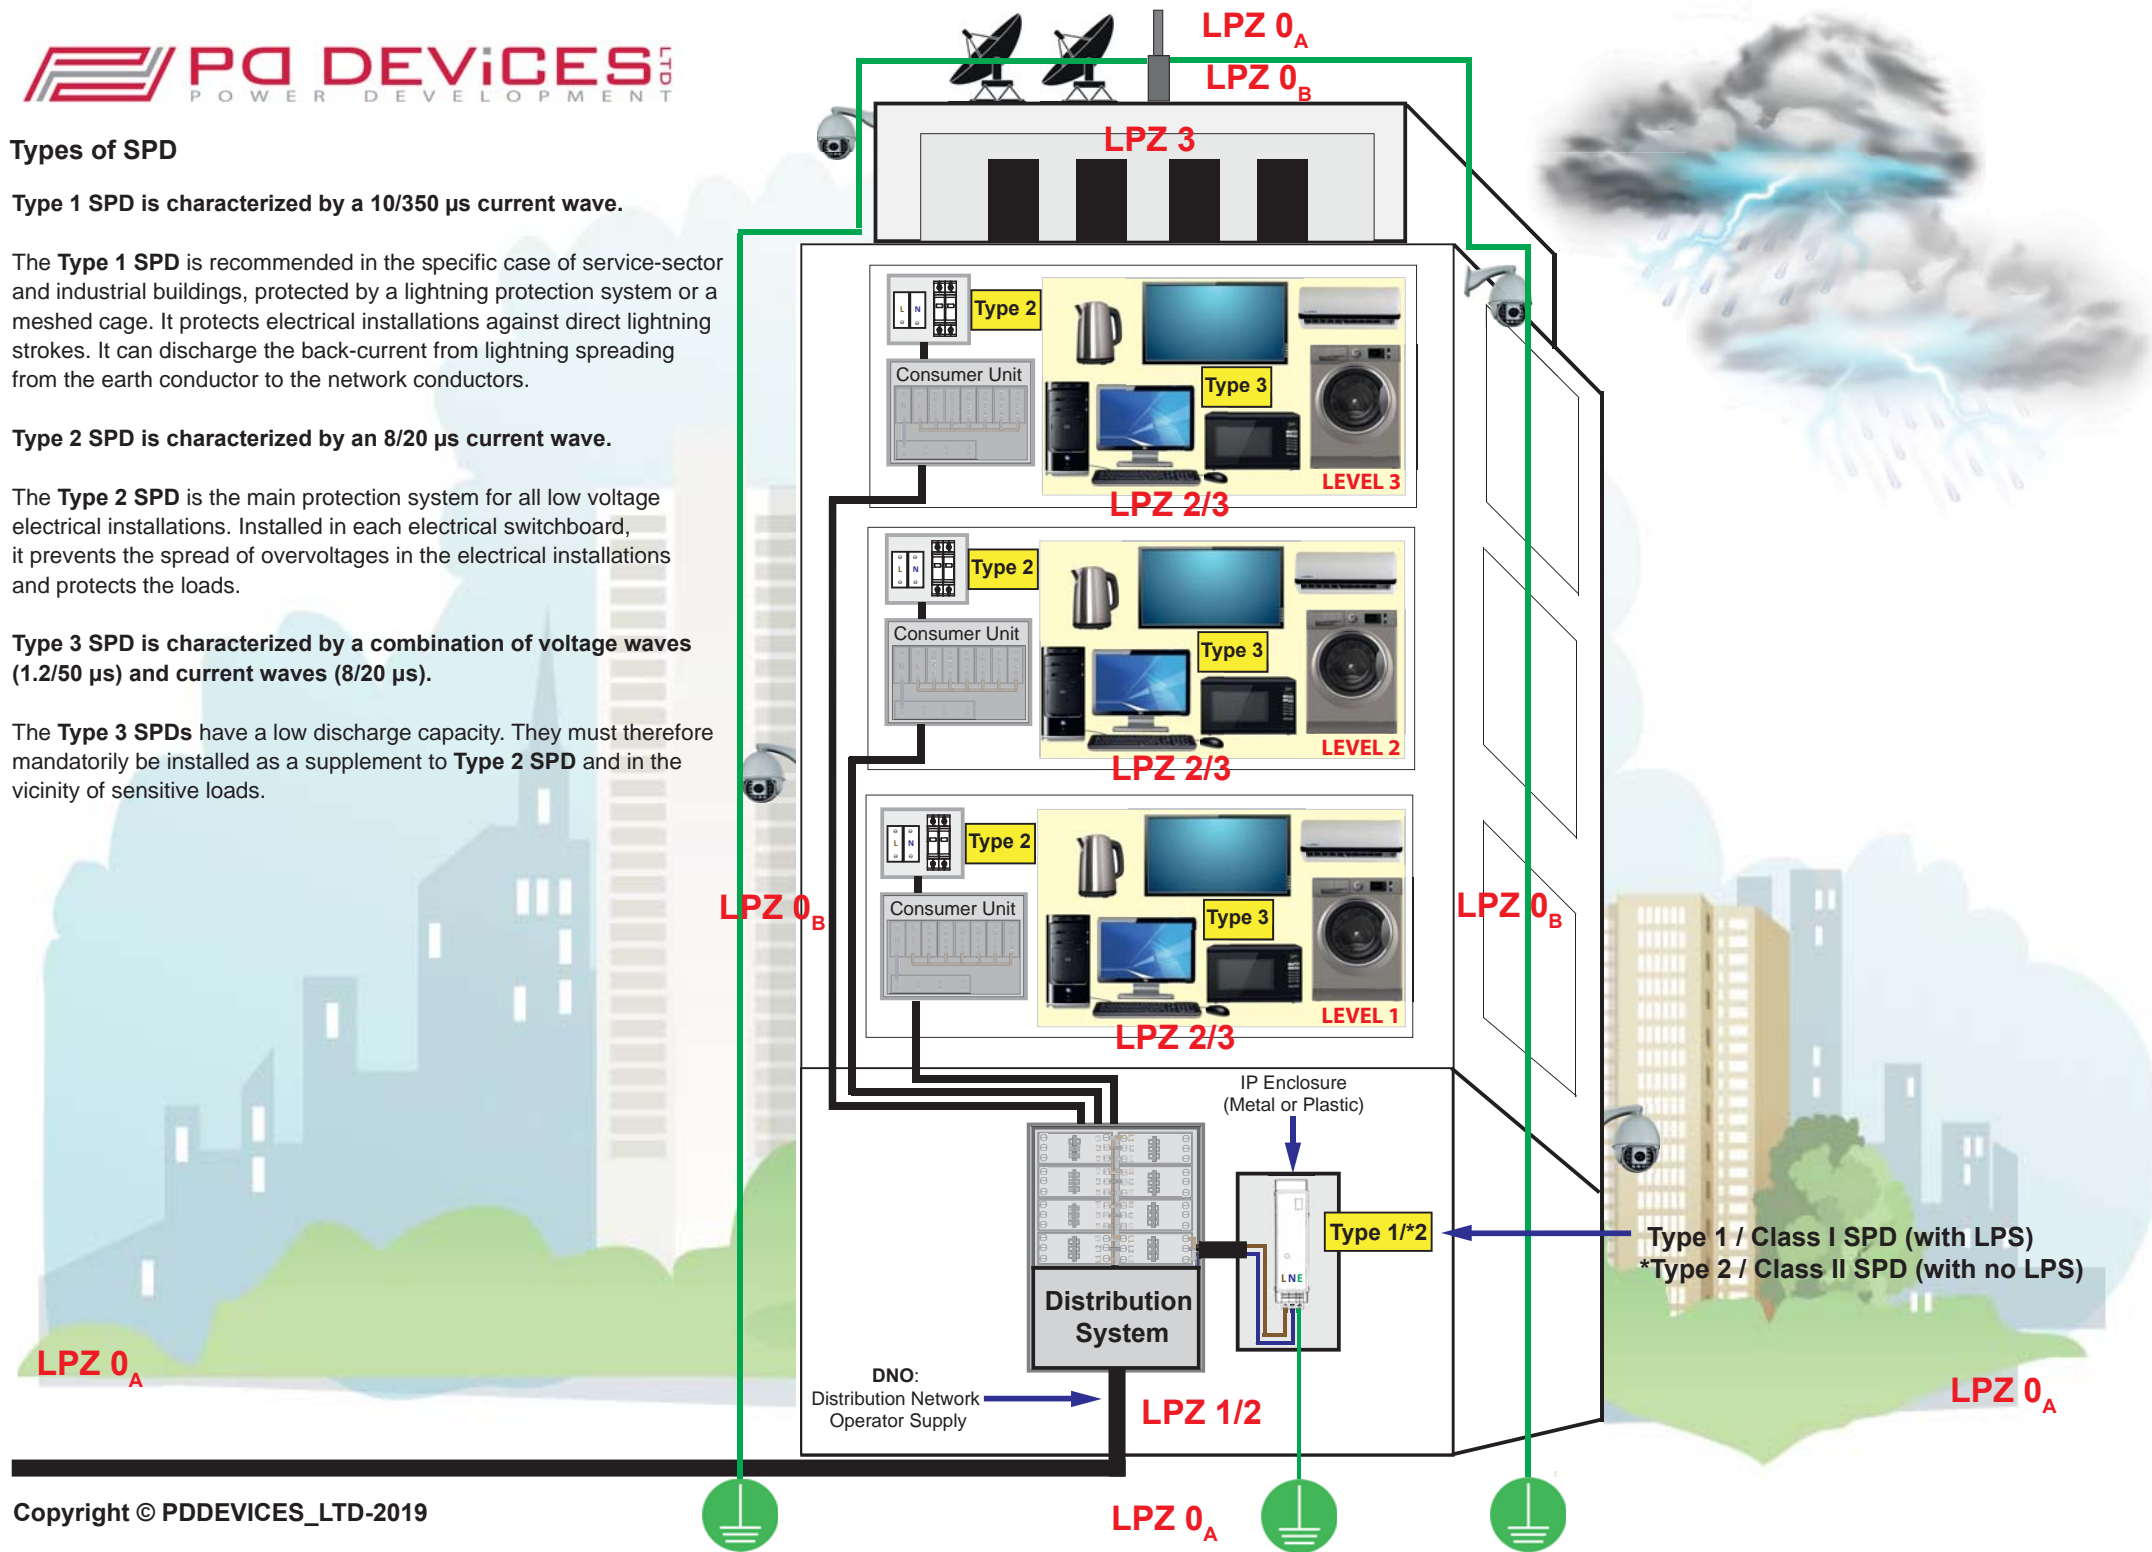 PD DEViCES LTD
POWER DEVELOPMENT
Types of SPD
Type 1 SPD is characterized by a 10/350 µs current wave.
The Type 1 SPD is recommended in the specific case of service-sector
and industrial buildings, protected by a lightning protection system or a
meshed cage. It protects electrical installations against direct lightning
strokes. It can discharge the back-current from lightning spreading
from the earth conductor to the network conductors.
Type 2 SPD is characterized by an 8/20 µs current wave.
The Type 2 SPD is the main protection system for all low voltage
electrical installations. Installed in each electrical switchboard,
it prevents the spread of overvoltages in the electrical installations
and protects the loads.
Type 3 SPD is characterized by a combination of voltage waves
(1.2/50 µs) and current waves (8/20 µs).
The Type 3 SPDs have a low discharge capacity. They must therefore
mandatorily be installed as a supplement to Type 2 SPD and in the
vicinity of sensitive loads.
LPZ 0A
LPZ 0B
LPZ 3
L N
Type 2
Consumer Unit
Type 3
LEVEL 3
LPZ 2/3
L N
Type 2
Consumer Unit
Type 3
LEVEL 2
LPZ 2/3
L N
Type 2
Consumer Unit
Type 3
LEVEL 1
LPZ 2/3
LPZ 0B
LPZ 0B
IP Enclosure
(Metal or Plastic)
Type 1/*2
LNE
Type 1 / Class I SPD (with LPS)
*Type 2 / Class II SPD (with no LPS)
Distribution
System
DNO:
Distribution Network
Operator Supply
LPZ 1/2
LPZ 0A
LPZ 0A
LPZ 0A
Copyright © PDDEVICES_LTD-2019